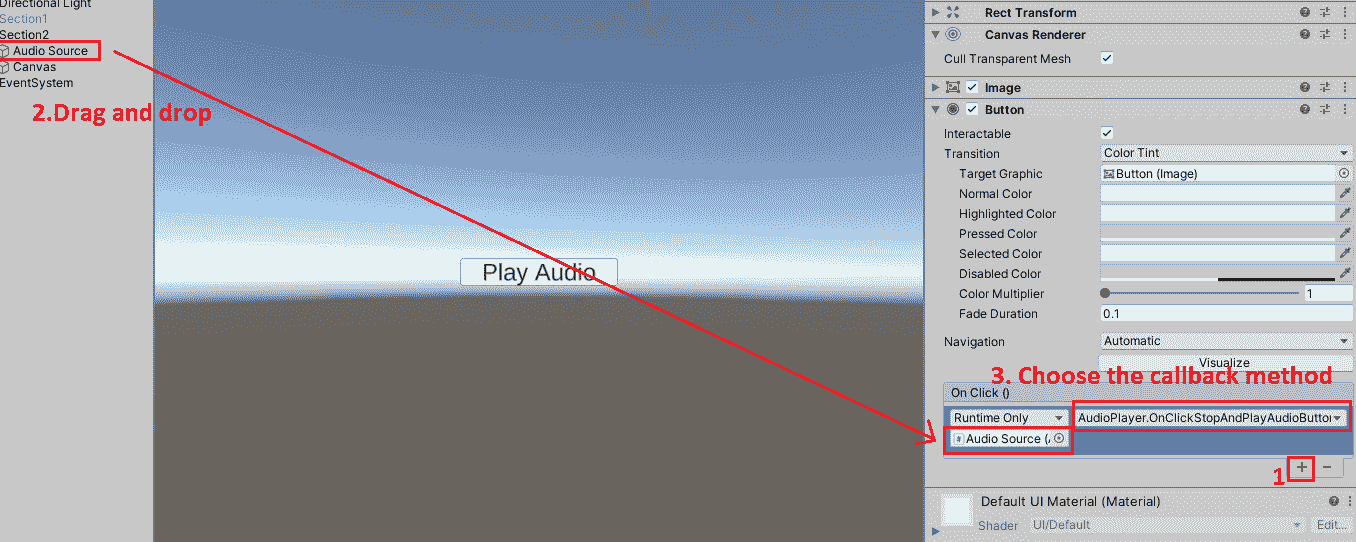 Directional Light
Section1
Section2
Audio Source
Canvas
EventSystem
2.Drag and drop
Play Audio
Rect Transform
Canvas Renderer
Cull Transparent Mesh
Image
Button
Interactable
Transition Color Tint
Target Graphic Button (Image)
Normal Color
Highlighted Color
Pressed Color
Selected Color
Disabled Color
Color Multiplier 1
Fade Duration 0.1
Navigation Automatic
Visualize
3. Choose the callback method
On Click ()
Runtime Only AudioPlayer.OnClickStopAndPlayAudioButton
Audio Source (
1 + −
Default UI Material (Material)
Shader UI/Default Edit...